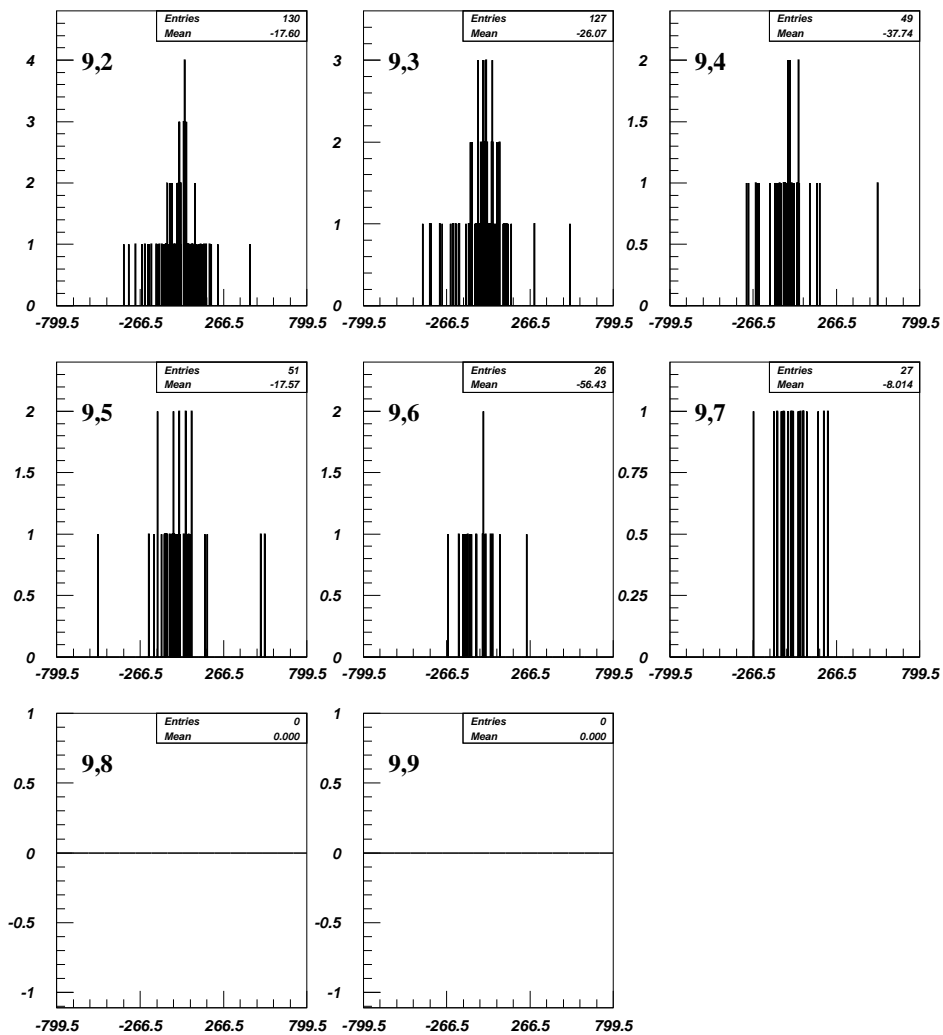 Entries 130
Mean -17.60
9,2
4
3
2
1
0
-799.5 -266.5 266.5 799.5
Entries 127
Mean -26.07
9,3
3
2
1
0
-799.5 -266.5 266.5 799.5
Entries 49
Mean -37.74
9,4
2
1.5
1
0.5
0
-799.5 -266.5 266.5 799.5
Entries 51
Mean -17.57
9,5
2
1.5
1
0.5
0
-799.5 -266.5 266.5 799.5
Entries 26
Mean -56.43
9,6
2
1.5
1
0.5
0
-799.5 -266.5 266.5 799.5
Entries 27
Mean -8.014
9,7
1
0.75
0.5
0.25
0
-799.5 -266.5 266.5 799.5
Entries 0
Mean 0.000
9,8
1
0.5
0
-0.5
-1
-799.5 -266.5 266.5 799.5
Entries 0
Mean 0.000
9,9
1
0.5
0
-0.5
-1
-799.5 -266.5 266.5 799.5